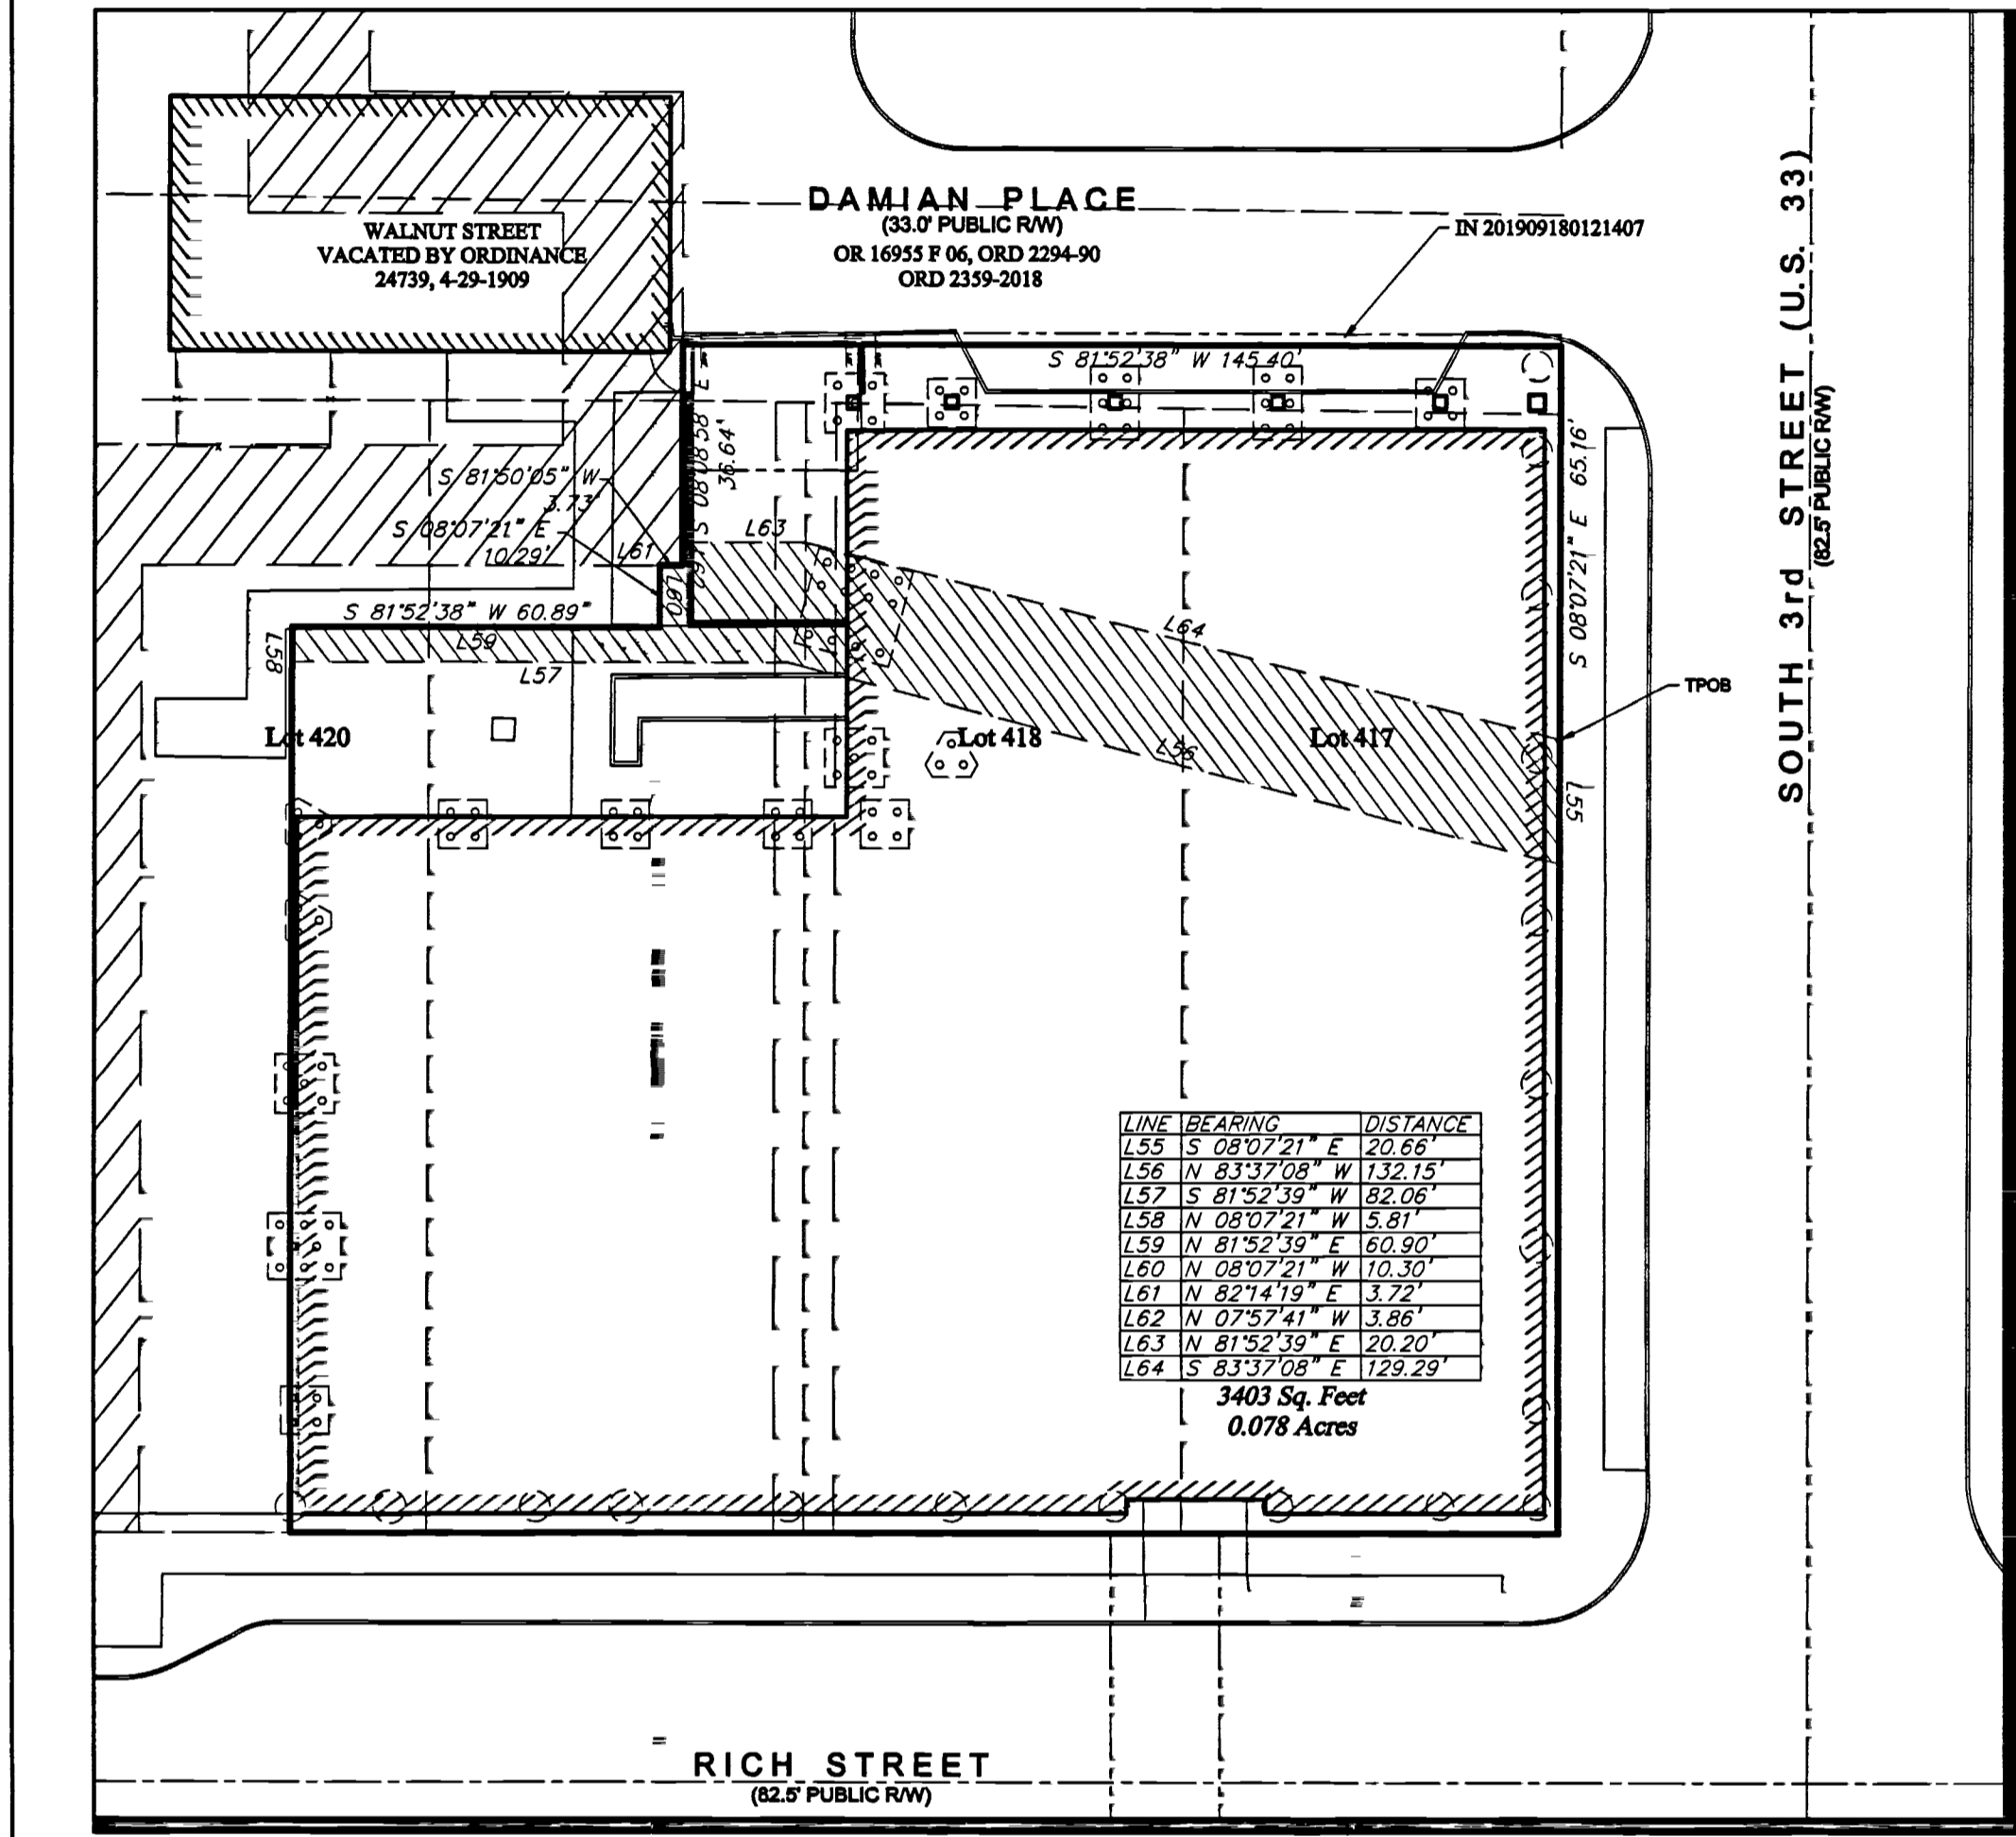 DAMIAN PLACE
(33.0' PUBLIC R/W)
OR 16955 F 06, ORD 2294-90
ORD 2359-2018
WALNUT STREET
VACATED BY ORDINANCE
24739, 4-29-1909
IN 201909180121407
SOUTH 3rd STREET (U.S. 33)
(82.5' PUBLIC R/W)
S 81°52'38" W 145.40'
S 08°08'58" E
36.64'
S 08°07'21" E 65.16'
S 81°50'05" W
3.73'
S 08°07'21" E
10.29'
L61
L63
L62
L60
S 81°52'38" W 60.89"
L58
L59
L57
L64
L56
TPOB
L55
Lot 420
Lot 418
Lot 417
LINE BEARING DISTANCE
L55 S 08°07'21" E 20.66'
L56 N 83°37'08" W 132.15'
L57 S 81°52'39" W 82.06'
L58 N 08°07'21" W 5.81'
L59 N 81°52'39" E 60.90'
L60 N 08°07'21" W 10.30'
L61 N 82°14'19" E 3.72'
L62 N 07°57'41" W 3.86'
L63 N 81°52'39" E 20.20'
L64 S 83°37'08" E 129.29'
3403 Sq. Feet
0.078 Acres
RICH STREET
(82.5' PUBLIC R/W)